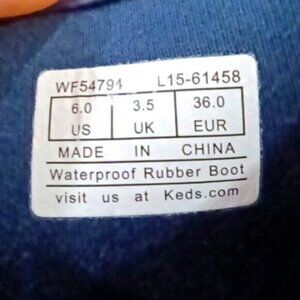 WF54794 L15-61458
6.0 3.5 36.0
US UK EUR
MADE IN CHINA
Waterproof Rubber Boot
visit us at Keds.com